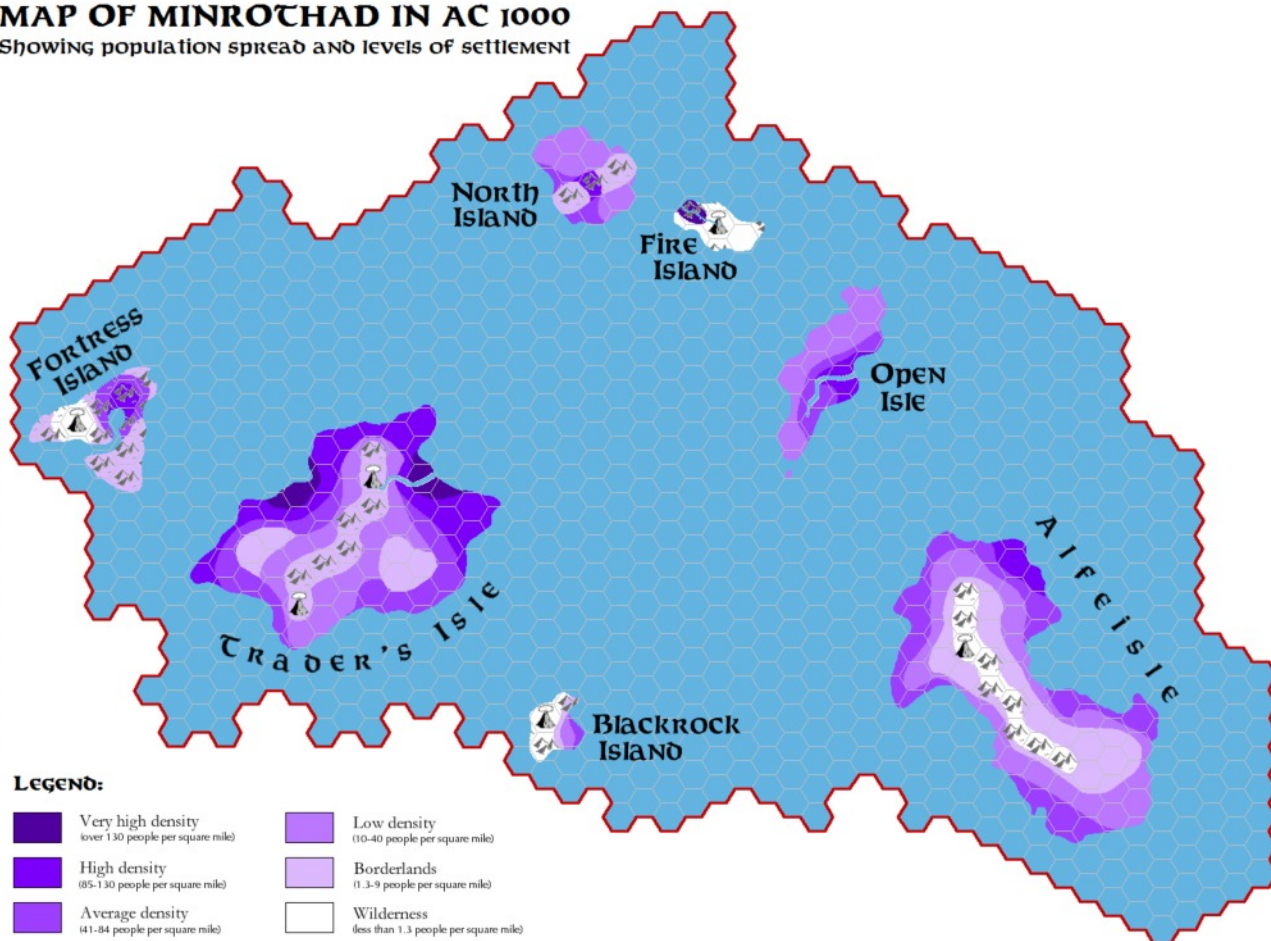 MAP OF MINROTHAD IN AC 1000
Showing population spread and levels of settlement
North
Island
Fire
Island
Fortress
Island
Open
Isle
Trader's Isle
Alfeisle
Blackrock
Island
Legend:
Very high density
(over 130 people per square mile)
High density
(85-130 people per square mile)
Average density
(41-84 people per square mile)
Low density
(10-40 people per square mile)
Borderlands
(1.3-9 people per square mile)
Wilderness
(less than 1.3 people per square mile)